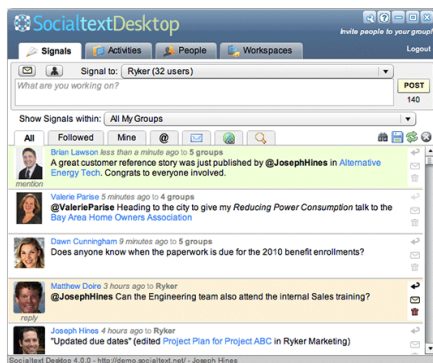 SocialtextDesktop
Invite people to your group!
Signals
Activities
People
Workspaces
Logout
Signal to: Ryker (32 users)
What are you working on?
POST
140
Show Signals within: All My Groups
All
Followed
Mine
@
Brian Lawson less than a minute ago to 5 groups
A great customer reference story was just published by @JosephHines in Alternative
Energy Tech. Congrats to everyone involved.
mention
Valerie Parise 5 minutes ago to 4 groups
@ValerieParise Heading to the city to give my Reducing Power Consumption talk to the
Bay Area Home Owners Association
Dawn Cunningham 9 minutes ago to 5 groups
Does anyone know when the paperwork is due for the 2010 benefit enrollments?
Matthew Doire 3 hours ago to Ryker
@JosephHines Can the Engineering team also attend the internal Sales training?
reply
Joseph Hines 4 hours ago to Ryker
"Updated due dates" (edited Project Plan for Project ABC in Ryker Marketing)
Socialtext Desktop 4.0.0 - http://demo.socialtext.net/ - Joseph Hines